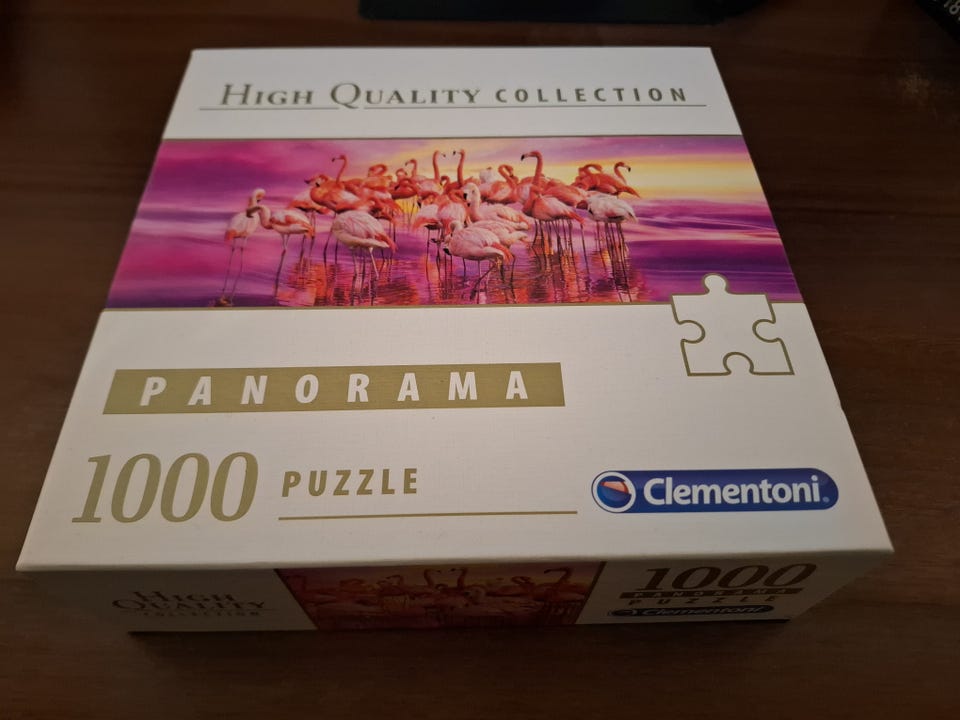 High Quality COLLECTION
PANORAMA
1000 PUZZLE
Clementoni®
High
Quality
COLLECTION
1000
PANORAMA
PUZZLE
Clementoni